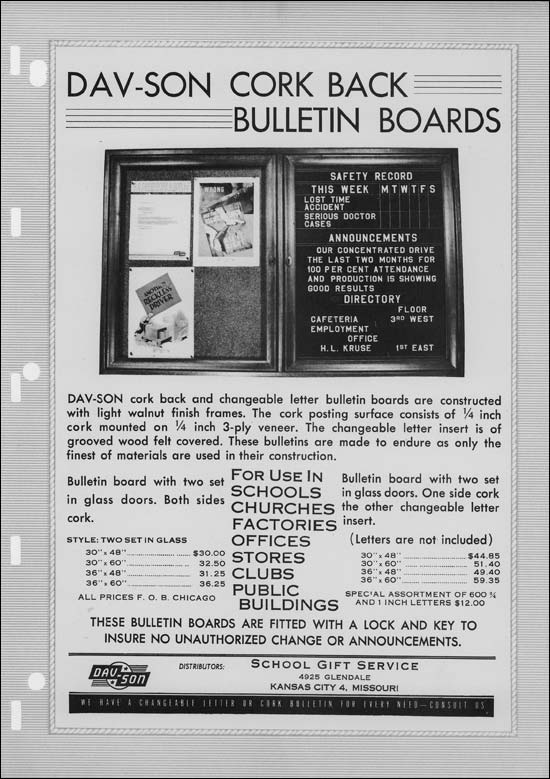 DAV-SON CORK BACK
BULLETIN BOARDS
WRONG
ANOTHER
RECKLESS
DRIVER
SAFETY RECORD
THIS WEEK M T W T F S
LOST TIME
ACCIDENT
SERIOUS DOCTOR
CASES
ANNOUNCEMENTS
OUR CONCENTRATED DRIVE
THE LAST TWO MONTHS FOR
100 PER CENT ATTENDANCE
AND PRODUCTION IS SHOWING
GOOD RESULTS
DIRECTORY
FLOOR
CAFETERIA 3RD WEST
EMPLOYMENT
OFFICE
H.L. KRUSE 1ST EAST
DAV-SON cork back and changeable letter bulletin boards are constructed
with light walnut finish frames. The cork posting surface consists of ¼ inch
cork mounted on ¼ inch 3-ply veneer. The changeable letter insert is of
grooved wood felt covered. These bulletins are made to endure as only the
finest of materials are used in their construction.
Bulletin board with two set
in glass doors. Both sides
cork.
STYLE: TWO SET IN GLASS
30" x 48" .................... $30.00
30" x 60" .................... 32.50
36" x 48" .................... 31.25
36" x 60" .................... 36.25
ALL PRICES F. O. B. CHICAGO
FOR USE IN
SCHOOLS
CHURCHES
FACTORIES
OFFICES
STORES
CLUBS
PUBLIC
BUILDINGS
Bulletin board with two set
in glass doors. One side cork
the other changeable letter
insert.
(Letters are not included)
30" x 48" .................... $44.85
30" x 60" .................... 51.40
36" x 48" .................... 49.40
36" x 60" .................... 59.35
SPECIAL ASSORTMENT OF 600 ¾
AND 1 INCH LETTERS $12.00
THESE BULLETIN BOARDS ARE FITTED WITH A LOCK AND KEY TO
INSURE NO UNAUTHORIZED CHANGE OR ANNOUNCEMENTS.
DAV
SON
DISTRIBUTORS:
SCHOOL GIFT SERVICE
4925 GLENDALE
KANSAS CITY 4, MISSOURI
WE HAVE A CHANGEABLE LETTER OR CORK BULLETIN FOR EVERY NEED—CONSULT US